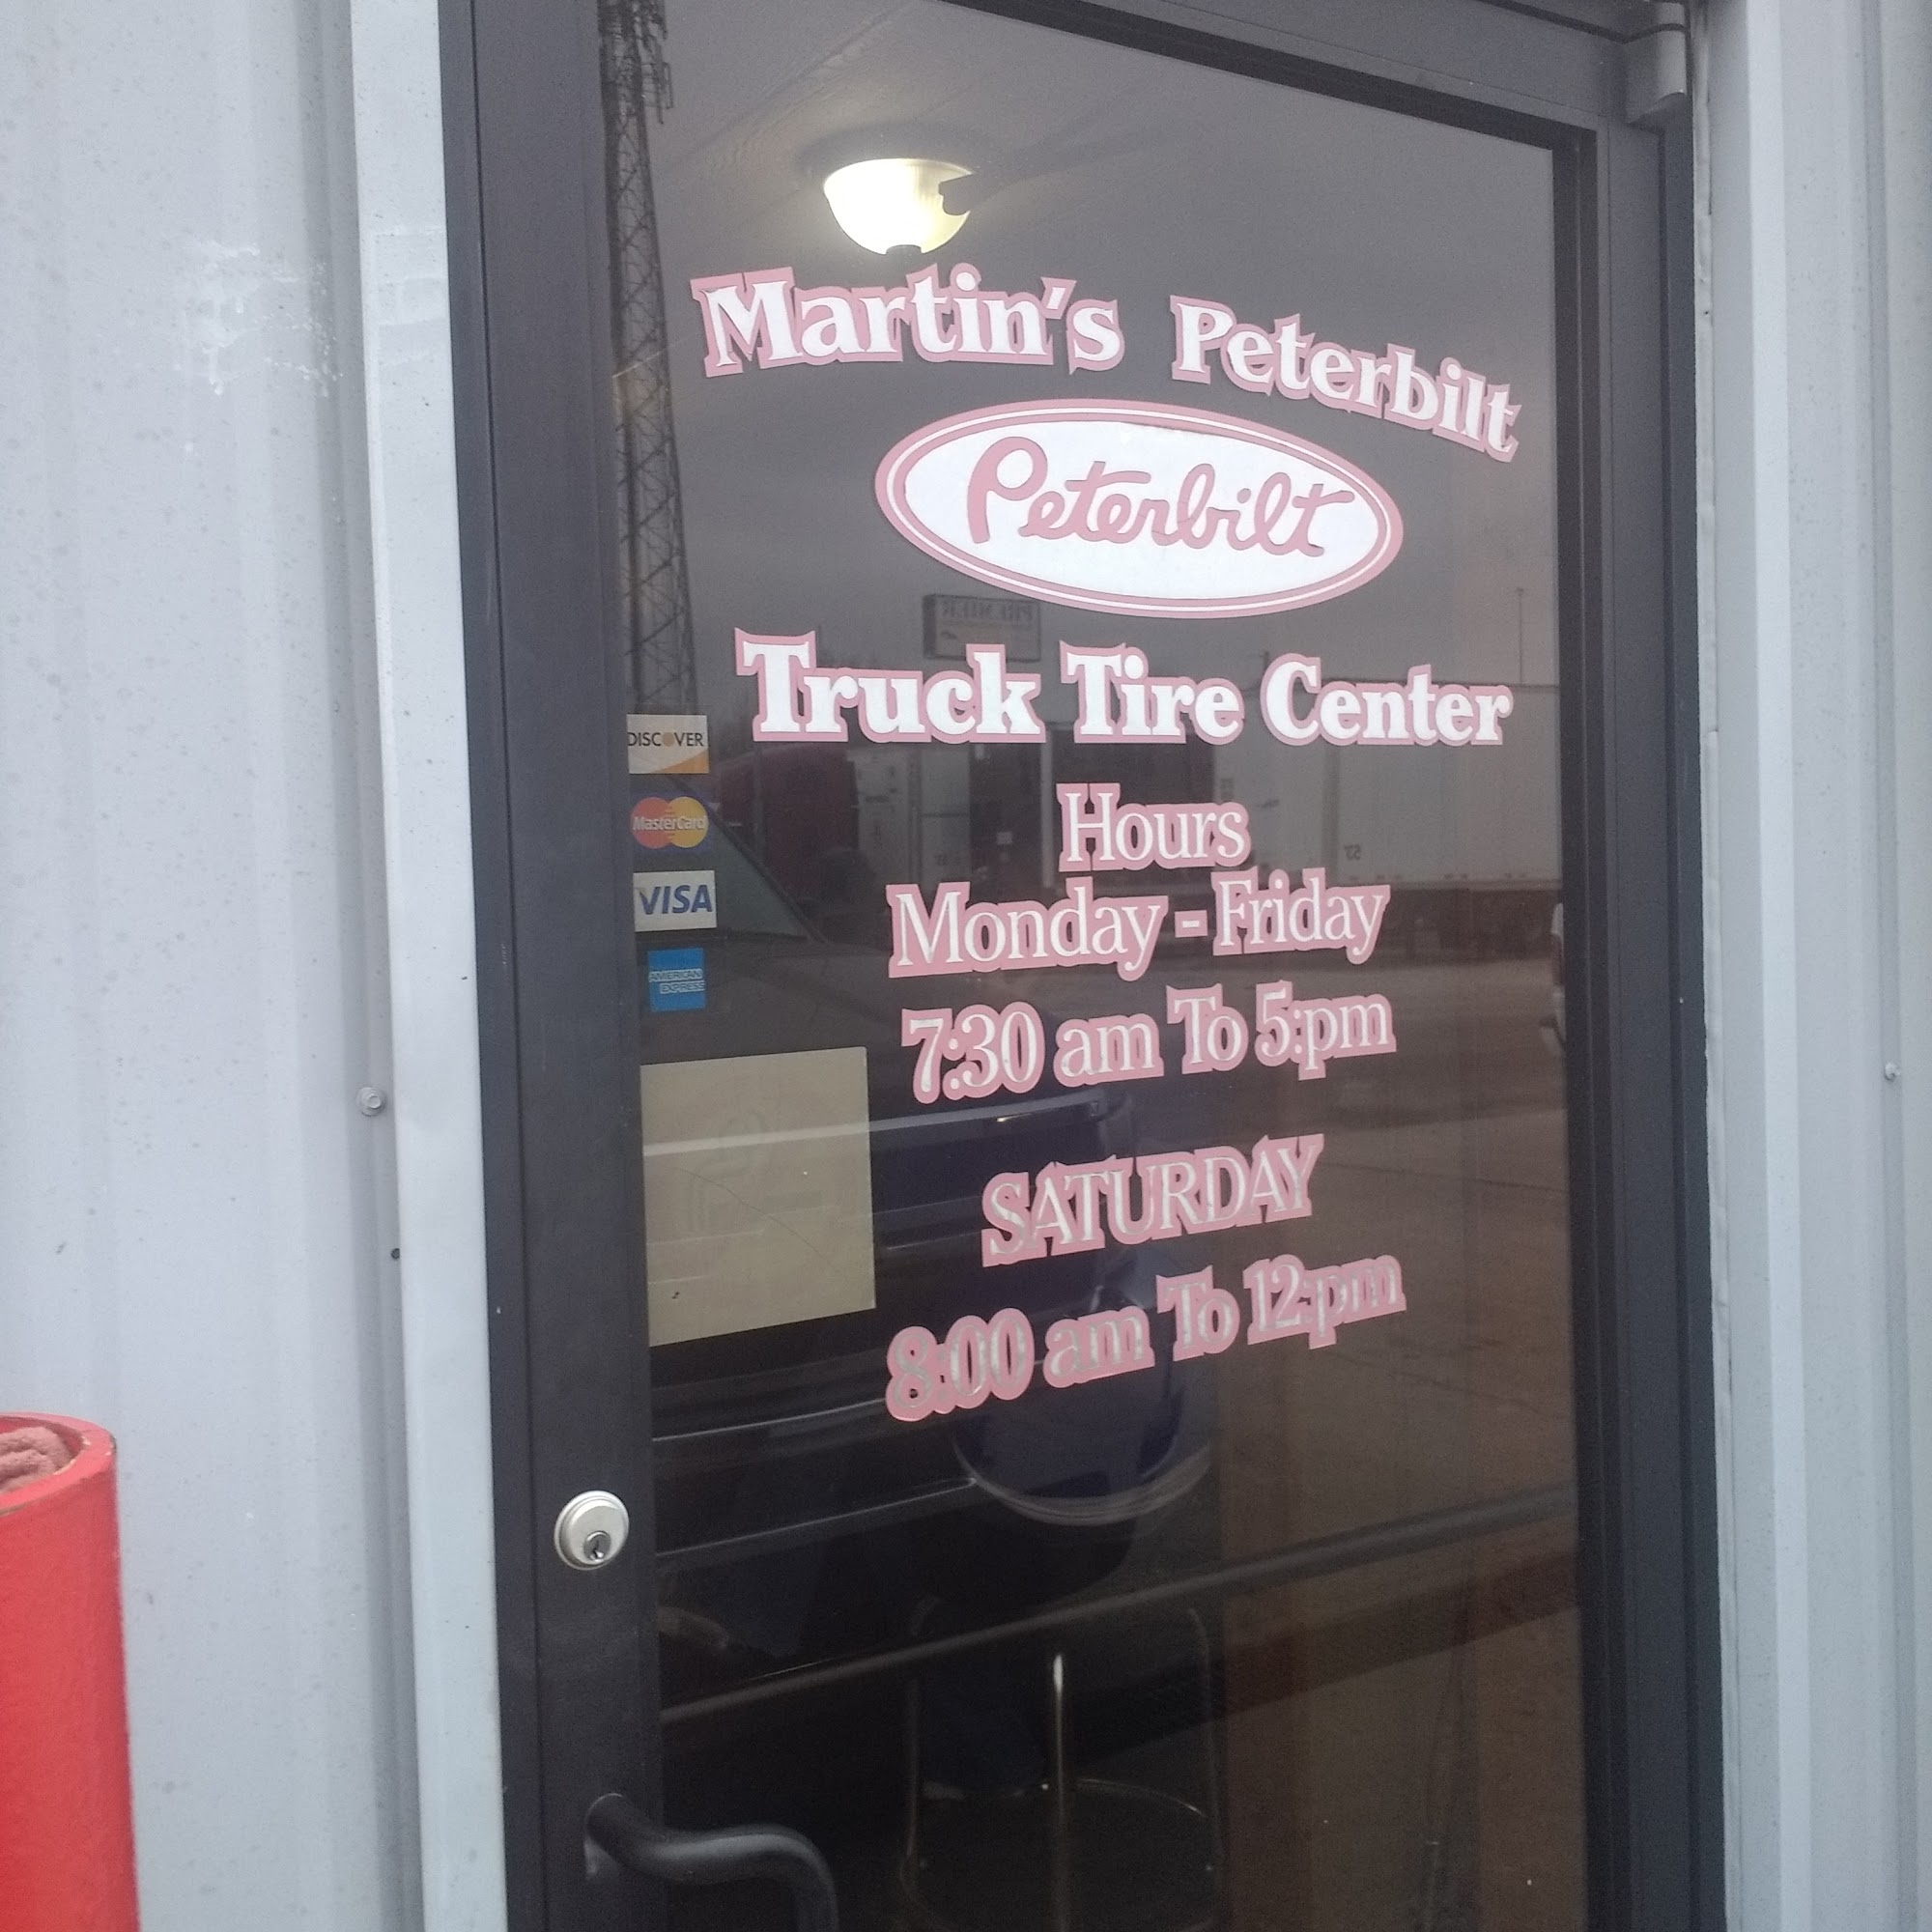 Martin's Peterbilt
Peterbilt
PREMIER
Truck Tire Center
DISCOVER
MasterCard
VISA
AMERICAN
EXPRESS
Hours
Monday - Friday
7:30 am To 5:pm
SATURDAY
8:00 am To 12:pm